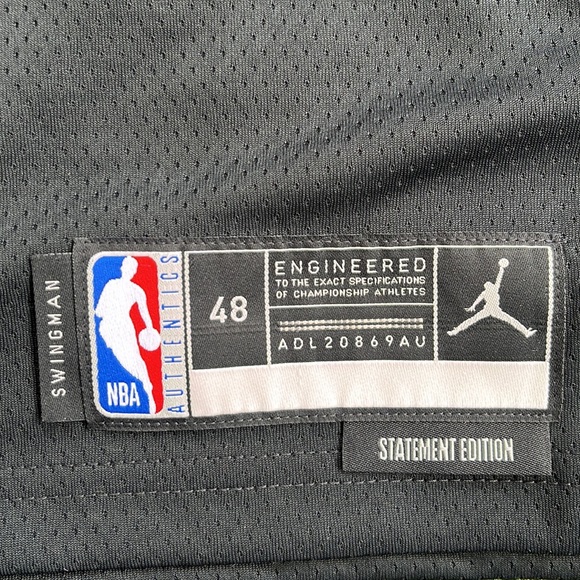 SWINGMAN
NBA
AUTHENTICS
48
ENGINEERED
TO THE EXACT SPECIFICATIONS
OF CHAMPIONSHIP ATHLETES
ADL20869AU
STATEMENT EDITION